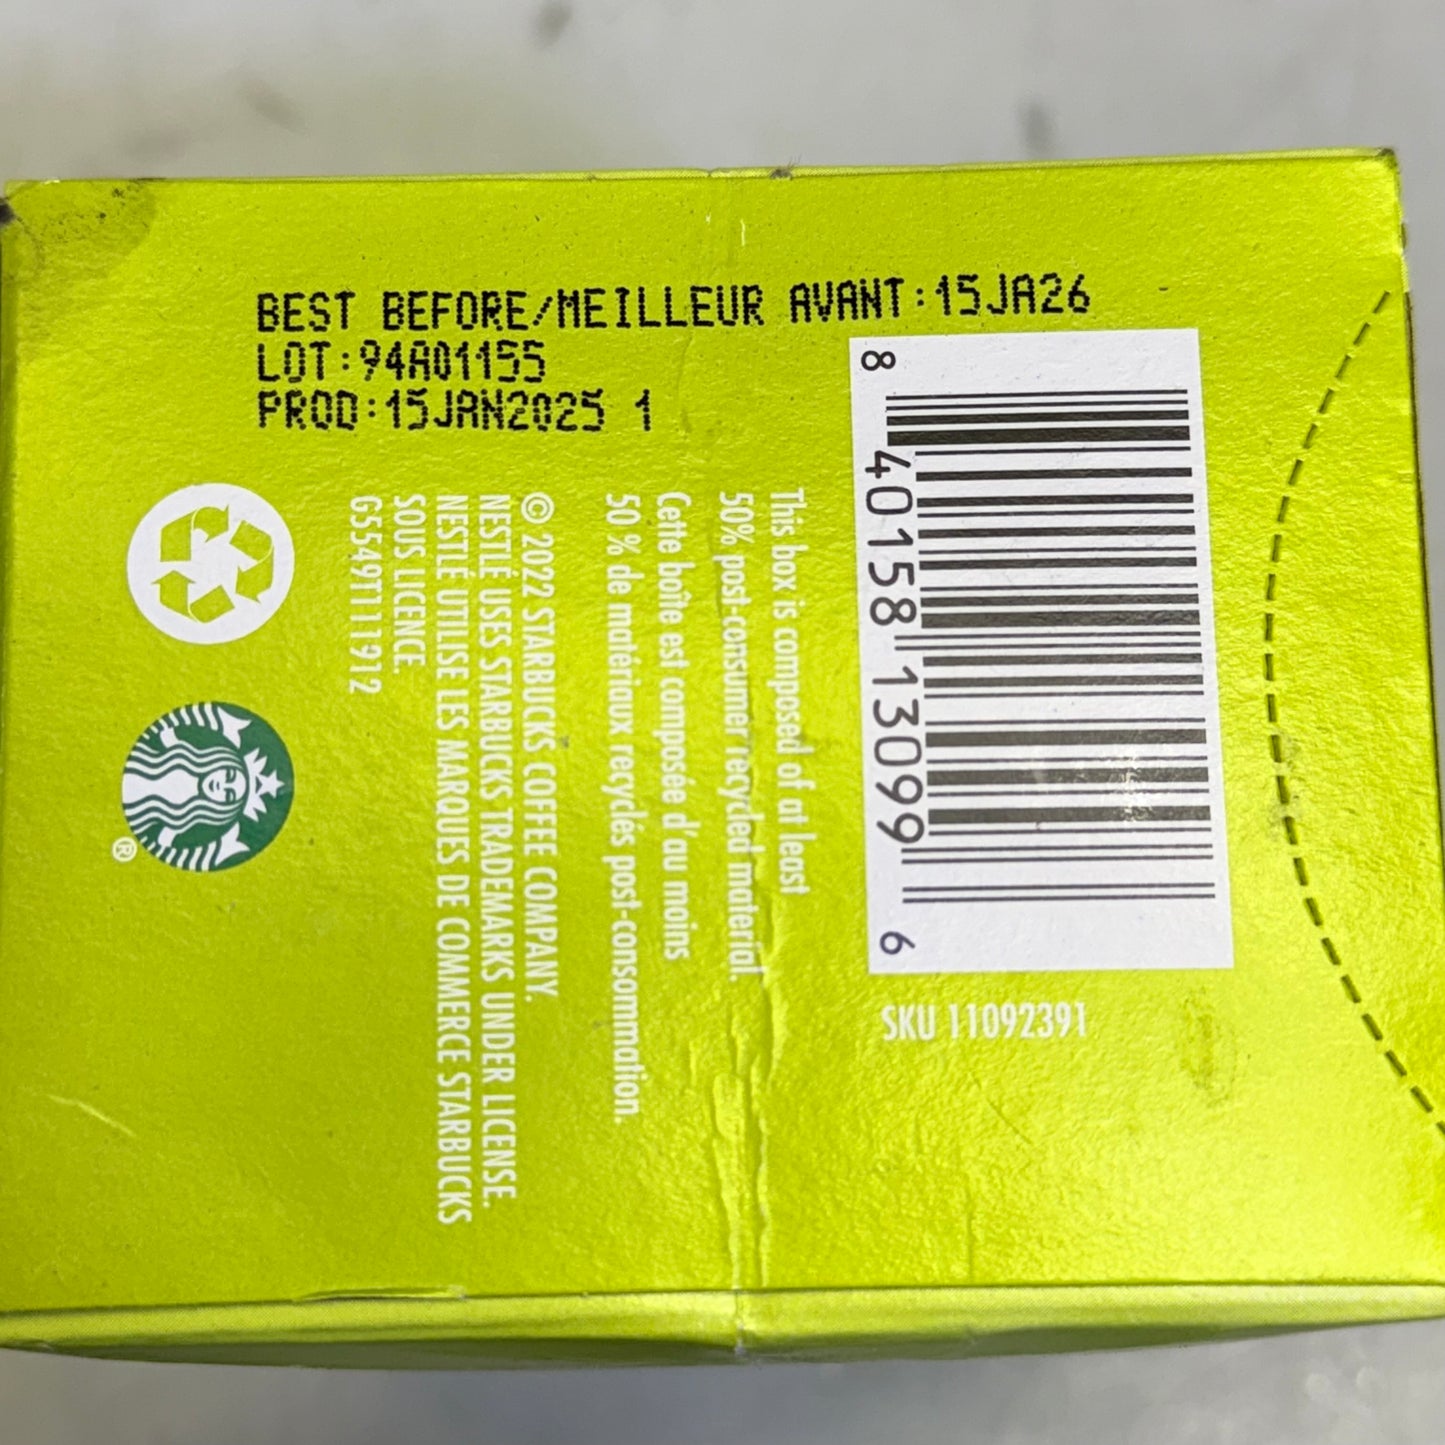 BEST BEFORE/MEILLEUR AVANT:15JA26
LOT:94A01155
PROD:15JAN2025 1
8 40158 13099 6
SKU 11092391
This box is composed of at least
50% post-consumer recycled material.
Cette boîte est composée d'au moins
50 % de matériaux recyclés post-consommation.
© 2022 STARBUCKS COFFEE COMPANY.
NESTLÉ USES STARBUCKS TRADEMARKS UNDER LICENSE.
NESTLÉ UTILISE LES MARQUES DE COMMERCE STARBUCKS
SOUS LICENCE.
G5549T111912
®